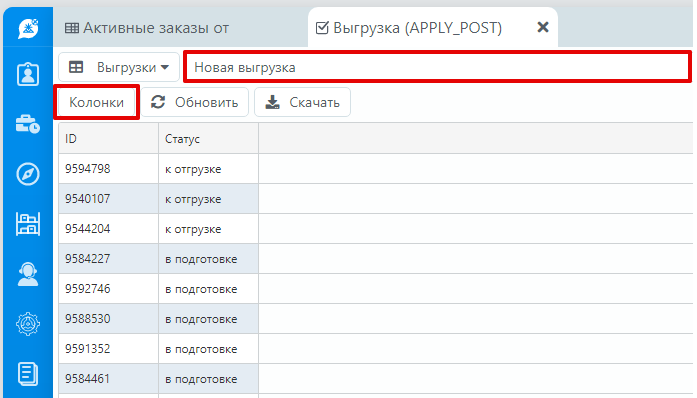 Активные заказы от
Выгрузка (APPLY_POST)
Выгрузки
Новая выгрузка
Колонки Обновить Скачать
ID Статус
9594798 к отгрузке
9540107 к отгрузке
9544204 к отгрузке
9584227 в подготовке
9592746 в подготовке
9588530 в подготовке
9591352 в подготовке
9584461 в подготовке